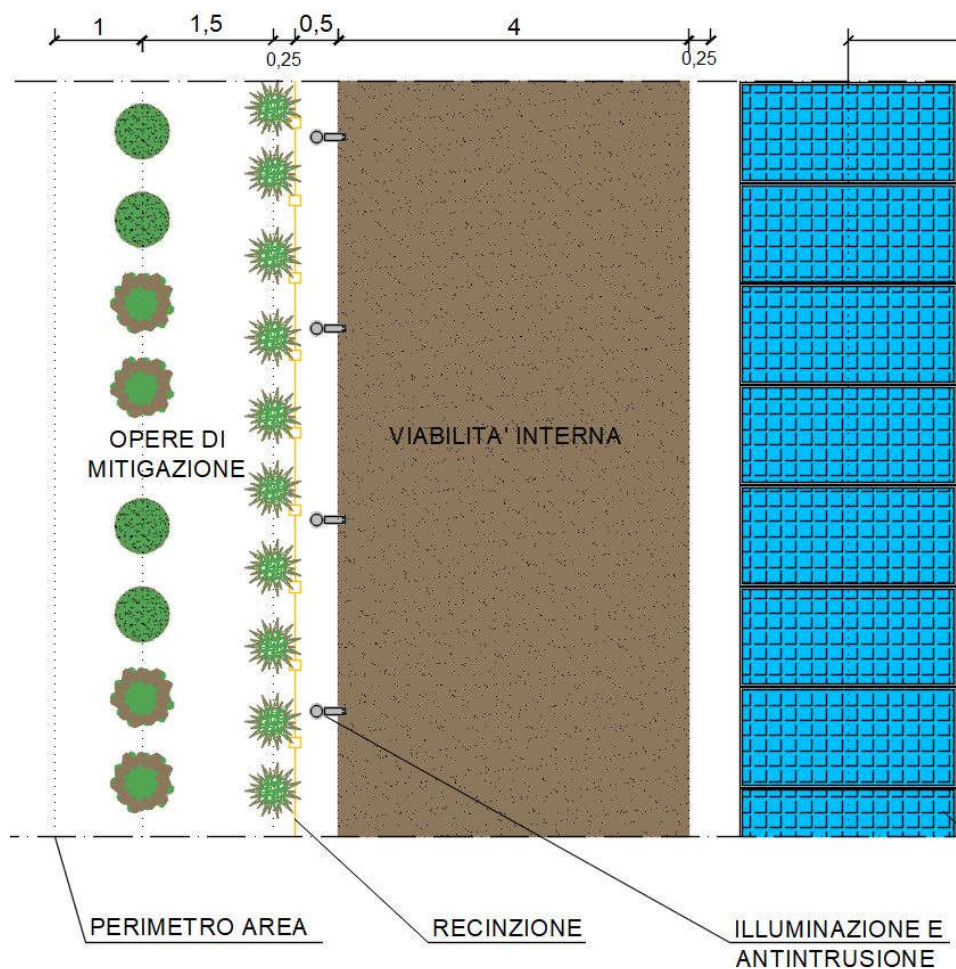 1
1,5
0,5
4
0,25
0,25
OPERE DI
MITIGAZIONE
VIABILITA' INTERNA
PERIMETRO AREA
RECINZIONE
ILLUMINAZIONE E
ANTINTRUSIONE